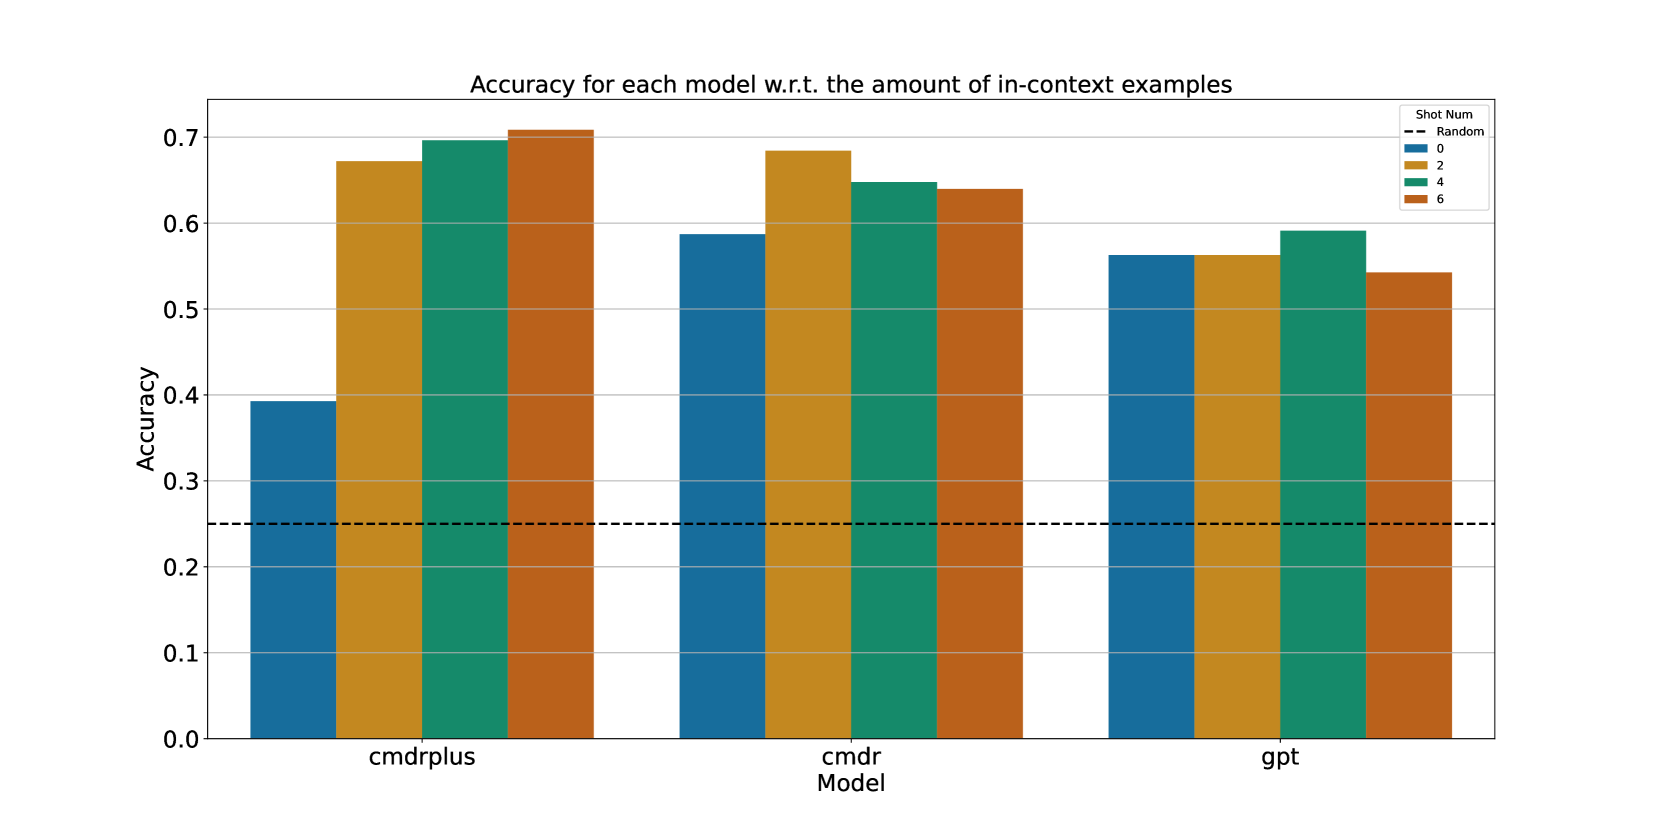 Accuracy for each model w.r.t. the amount of in-context examples
Shot Num
Random
0
2
4
6
0.7
0.6
0.5
0.4
0.3
0.2
0.1
0.0
Accuracy
cmdrplus
cmdr
gpt
Model